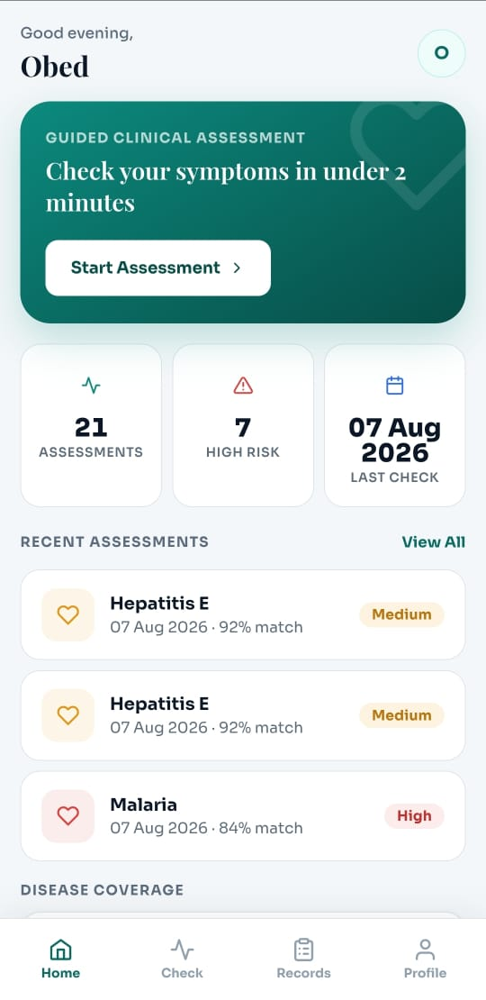 Good evening,
Obed
O
GUIDED CLINICAL ASSESSMENT
Check your symptoms in under 2
minutes
Start Assessment
21
ASSESSMENTS
7
HIGH RISK
07 Aug
2026
LAST CHECK
RECENT ASSESSMENTS
View All
Hepatitis E
07 Aug 2026 · 92% match
Medium
Hepatitis E
07 Aug 2026 · 92% match
Medium
Malaria
07 Aug 2026 · 84% match
High
DISEASE COVERAGE
Home
Check
Records
Profile